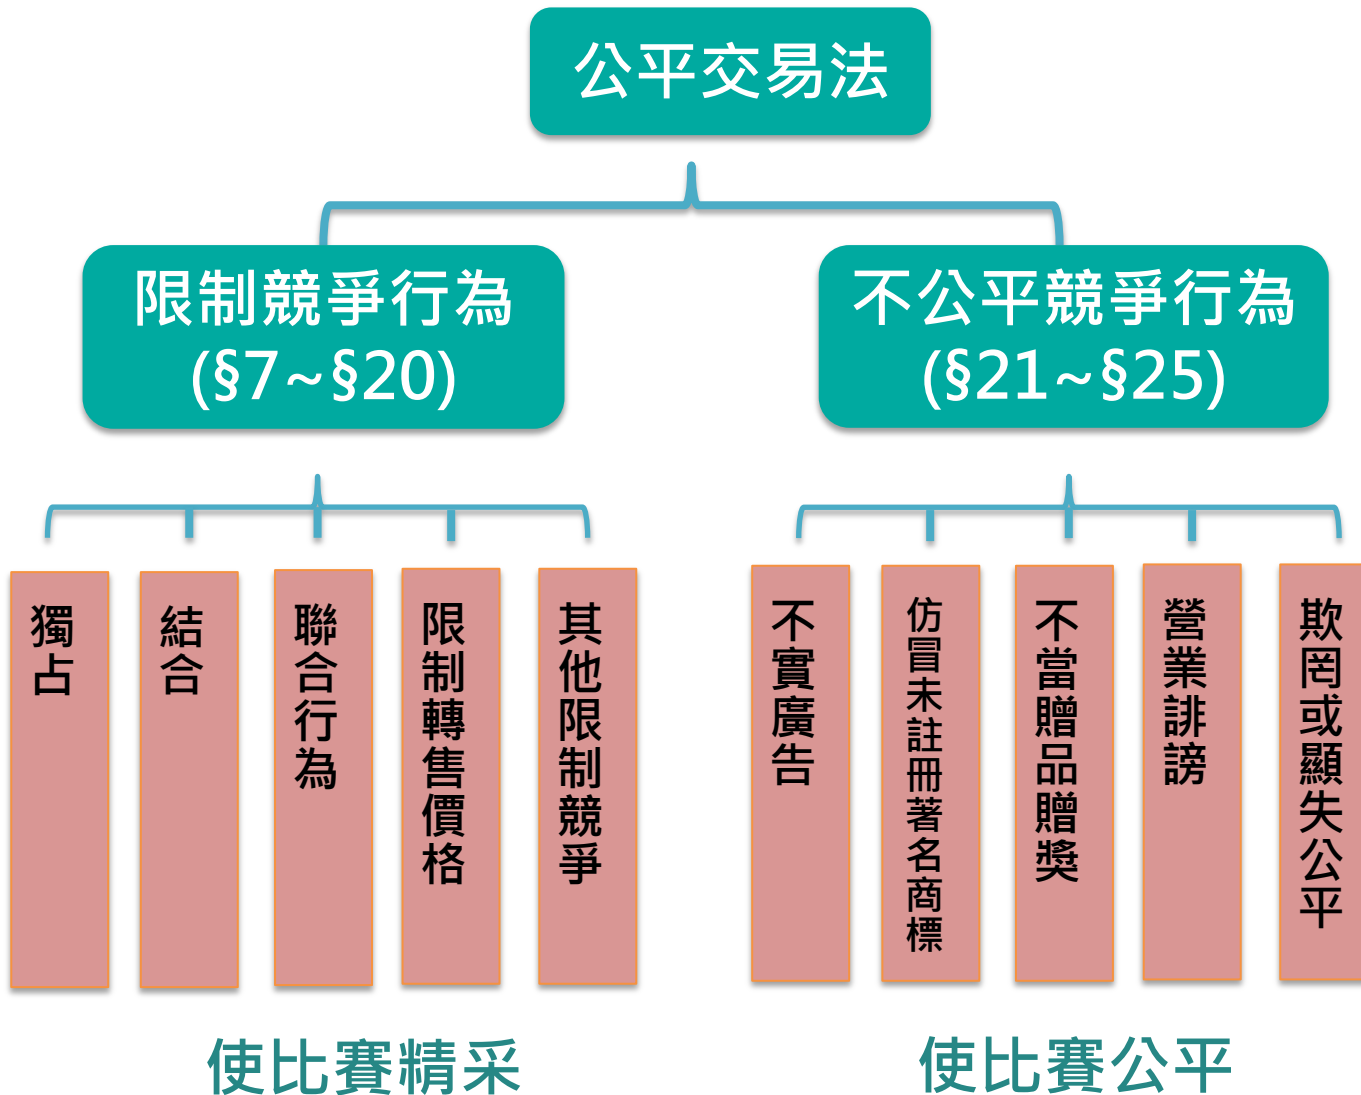 公平交易法
限制競爭行為
(§7~§20)
不公平競爭行為
(§21~§25)
獨占
結合
聯合行為
限制轉售價格
其他限制競爭
不實廣告
仿冒未註冊著名商標
不當贈品贈獎
營業誹謗
欺罔或顯失公平
使比賽精采
使比賽公平